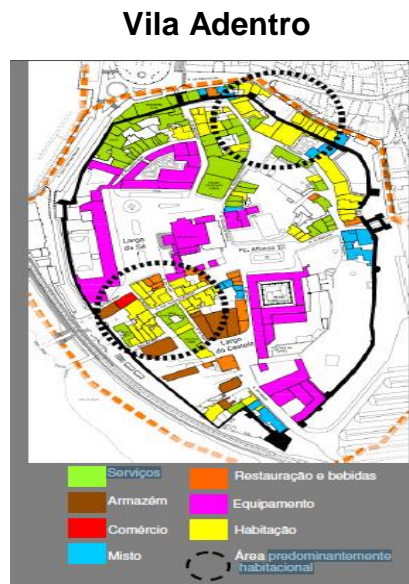 Vila Adentro
Largo
da Sé
Pç. Afonso III
Largo
da Castelo
Serviços
Restauração e bebidas
Armazém
Equipamento
Comércio
Habitação
Misto
Área predominantemente
habitacional